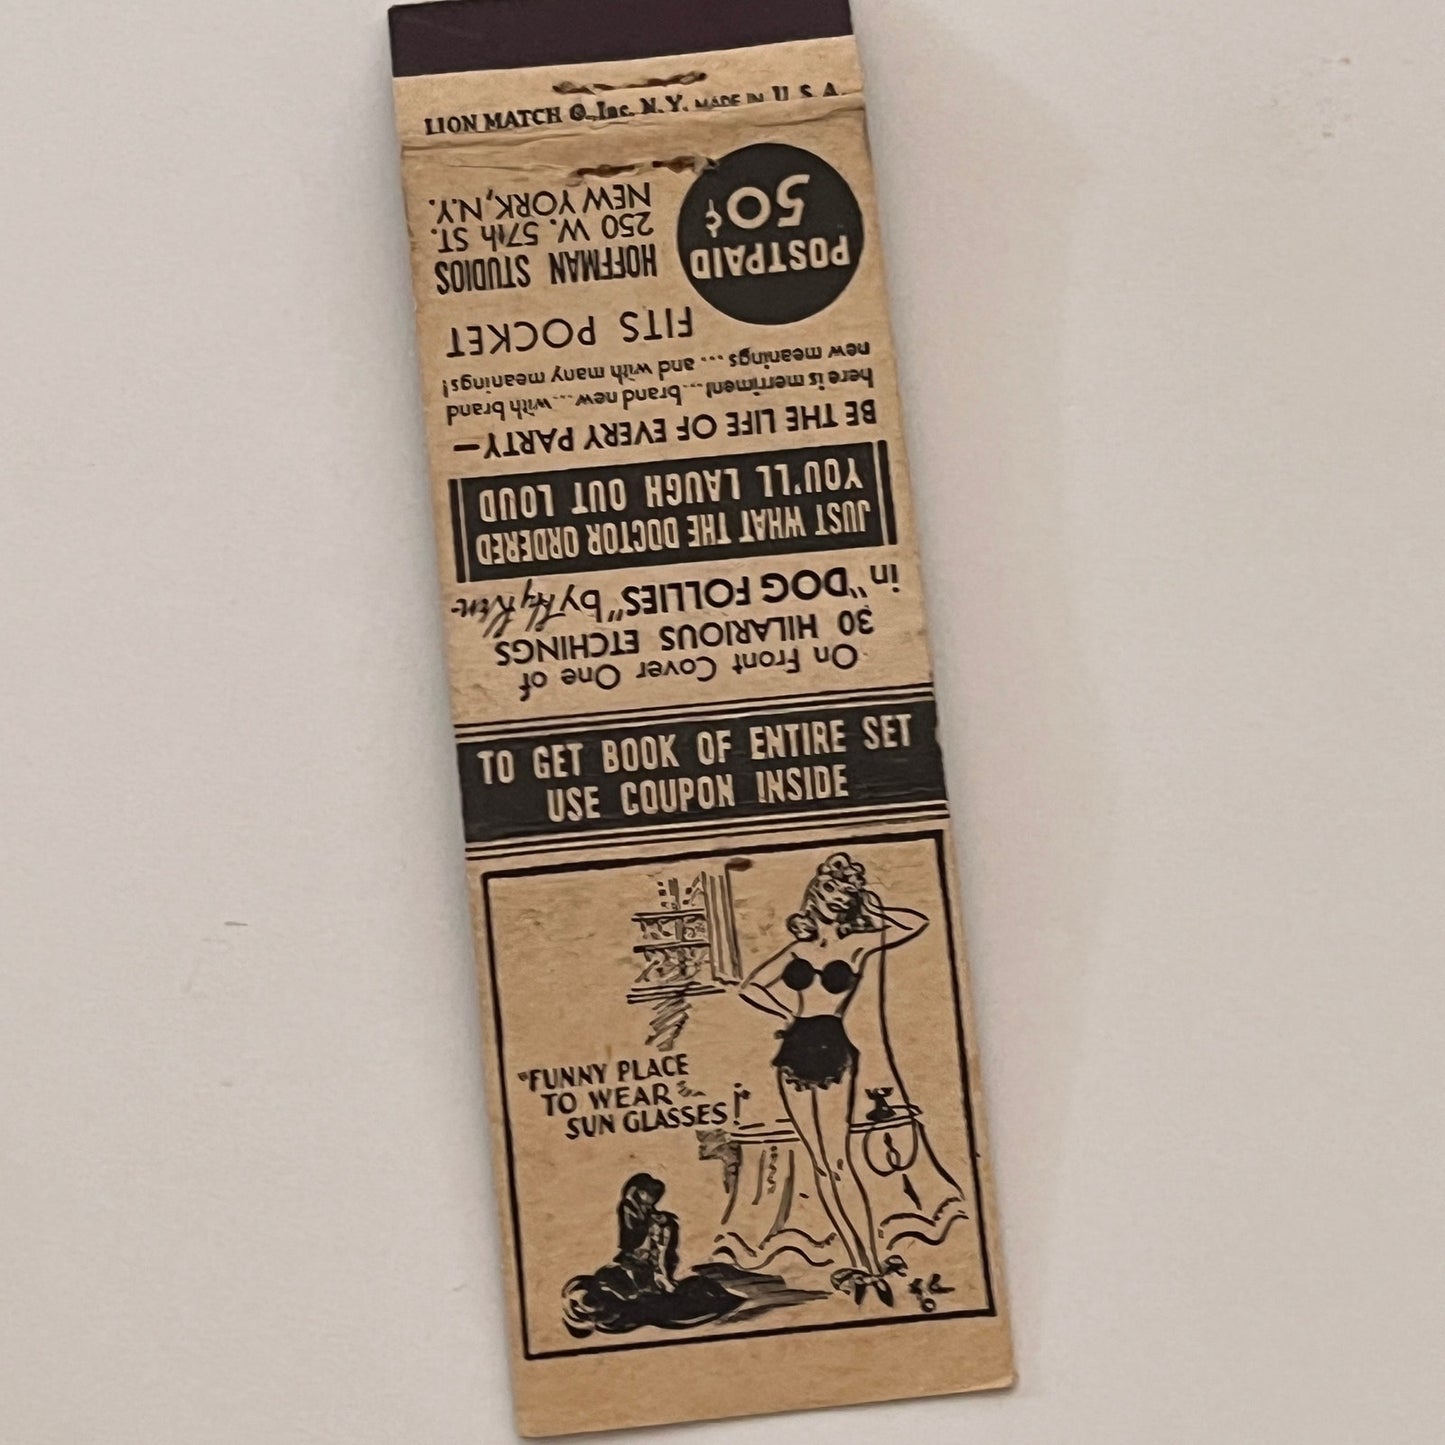 LION MATCH Co., Inc. N.Y. MADE IN U.S.A.
TO GET BOOK OF ENTIRE SET
USE COUPON INSIDE
"FUNNY PLACE
TO WEAR
SUN GLASSES!"
On Front Cover One of
30 HILARIOUS ETCHINGS
in "DOG FOLLIES" by
JUST WHAT THE DOCTOR ORDERED
YOU'LL LAUGH OUT LOUD
BE THE LIFE OF EVERY PARTY—
here is merriment...brand new...with brand
new meanings ... and with many meanings!
FITS POCKET
HOFFMAN STUDIOS
250 W. 57th ST.
NEW YORK, N.Y.
POSTPAID
50¢